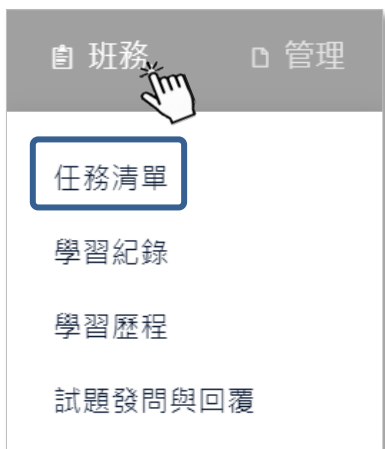 班務 管理
任務清單
學習紀錄
學習歷程
試題發問與回覆